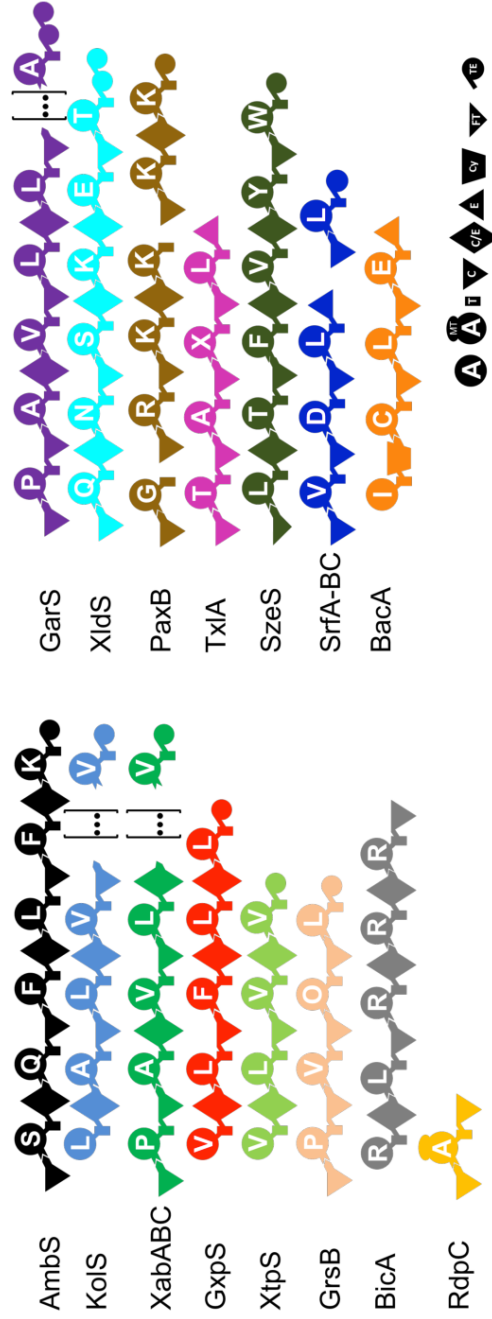 AmbS S Q F L F K
KolS L A L V [...] V
XabABC P A V L [...] V
GxpS V L F L L
XtpS V L V V
GrsB P V O L
BicA R L R R R
RdpC A
GarS P A V L L [...] A
XldS Q N S K E T
PaxB G R K K K K
TxlA T A X L
SzeS L T F V Y W
SrfA-BC V D L L
BacA I C L E
A MT A T C C/E E Cy FT TE